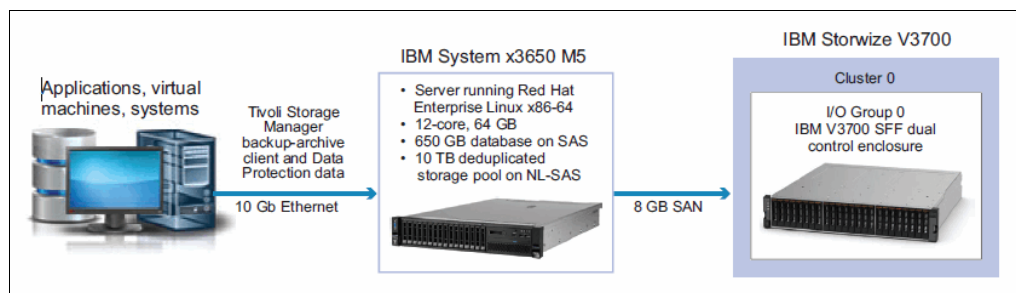 Applications, virtual
machines, systems
Tivoli Storage
Manager
backup-archive
client and Data
Protection data
10 Gb Ethernet
IBM System x3650 M5
• Server running Red Hat
Enterprise Linux x86-64
• 12-core, 64 GB
• 650 GB database on SAS
• 10 TB deduplicated
storage pool on NL-SAS
8 GB SAN
IBM Storwize V3700
Cluster 0
I/O Group 0
IBM V3700 SFF dual
control enclosure